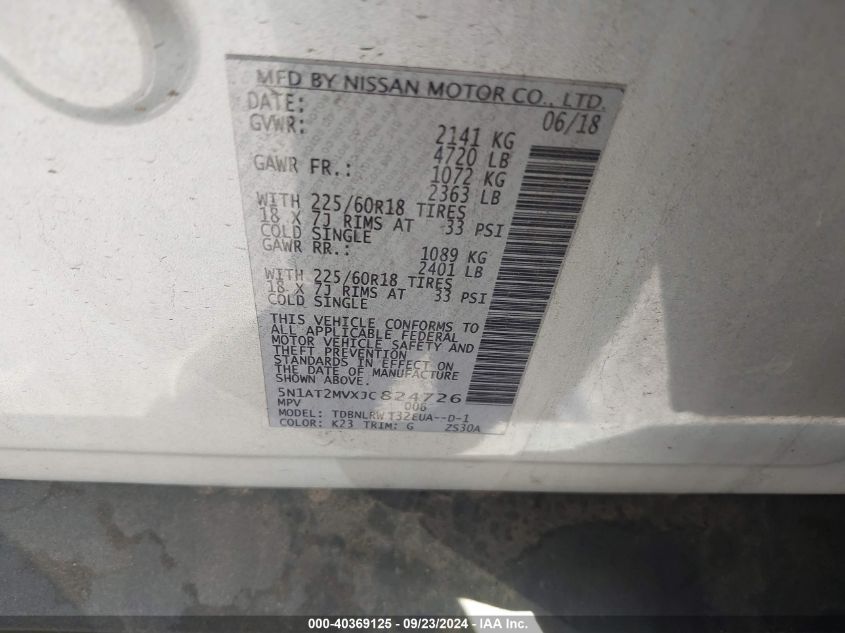 MFD BY NISSAN MOTOR CO., LTD.
DATE: 06/18
GVWR: 2141 KG
4720 LB
GAWR FR.: 1072 KG
2363 LB
WITH 225/60R18 TIRES
18 X 7J RIMS AT 33 PSI
COLD SINGLE
GAWR RR.: 1089 KG
2401 LB
WITH 225/60R18 TIRES
18 X 7J RIMS AT 33 PSI
COLD SINGLE
THIS VEHICLE CONFORMS TO
ALL APPLICABLE FEDERAL
MOTOR VEHICLE SAFETY AND
THEFT PREVENTION
STANDARDS IN EFFECT ON
THE DATE OF MANUFACTURE
SHOWN ABOVE.
5N1AT2MVXJC824726
MPV 006
MODEL: TDBNLRWT32EUA--D-1
COLOR: K23 TRIM: G ZS30A
000-40369125 - 09/23/2024 - IAA Inc.